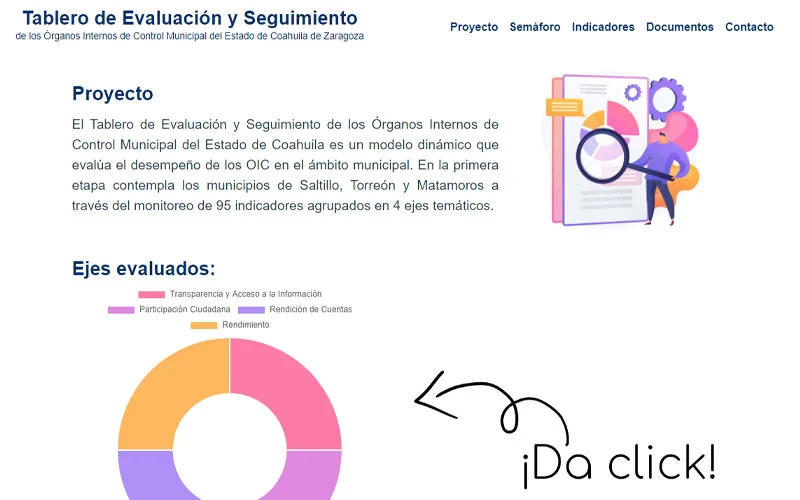 Tablero de Evaluación y Seguimiento
de los Órganos Internos de Control Municipal del Estado de Coahuila de Zaragoza
Proyecto Semáforo Indicadores Documentos Contacto
Proyecto
El Tablero de Evaluación y Seguimiento de los Órganos Internos de
Control Municipal del Estado de Coahuila es un modelo dinámico que
evalúa el desempeño de los OIC en el ámbito municipal. En la primera
etapa contempla los municipios de Saltillo, Torreón y Matamoros a
través del monitoreo de 95 indicadores agrupados en 4 ejes temáticos.
Ejes evaluados:
Transparencia y Acceso a la Información
Participación Ciudadana Rendición de Cuentas
Rendimiento
¡Da click!